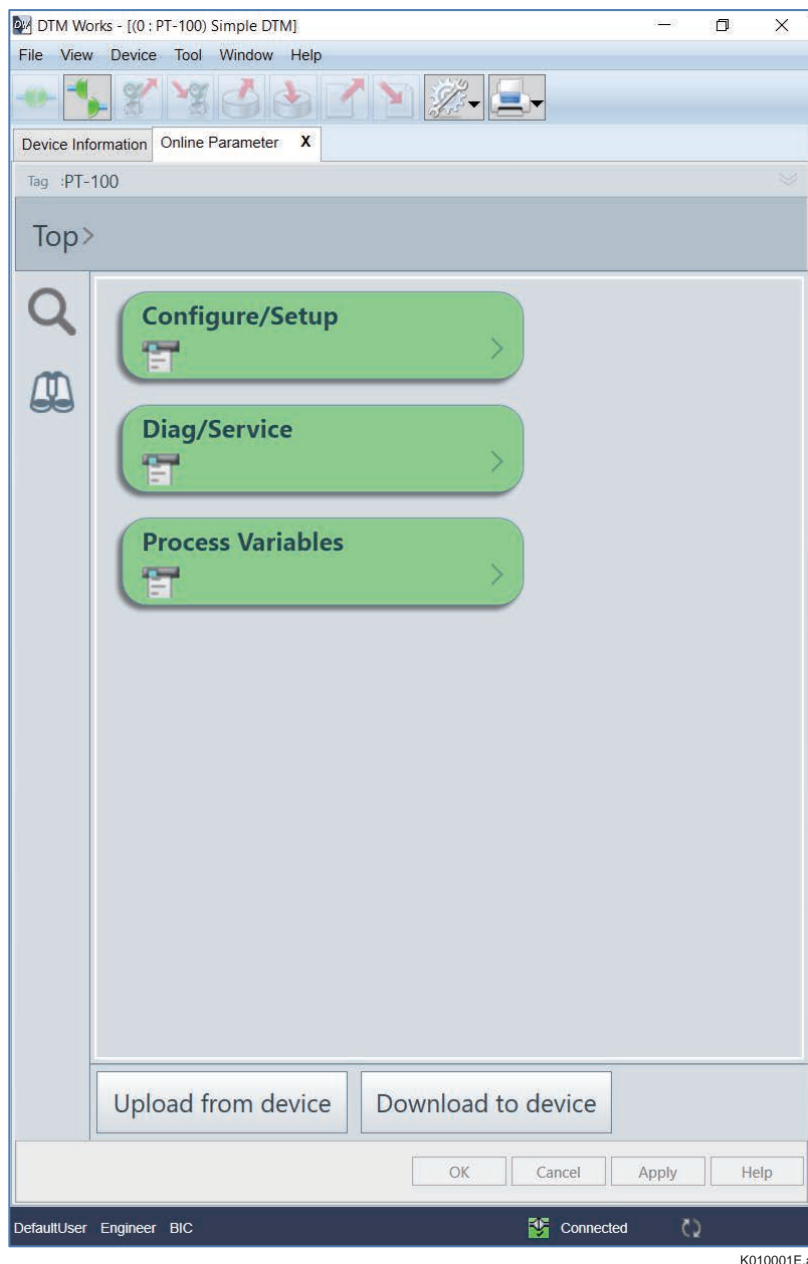 DTM Works - [(0 : PT-100) Simple DTM]
File View Device Tool Window Help
Device Information Online Parameter X
Tag :PT-100
Top>
Configure/Setup
Diag/Service
Process Variables
Upload from device Download to device
OK Cancel Apply Help
DefaultUser Engineer BIC Connected